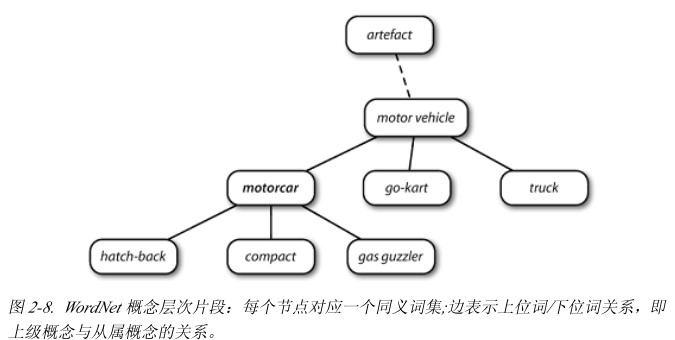 artefact
motor vehicle
motorcar
go-kart
truck
hatch-back
compact
gas guzzler
图 2-8. WordNet 概念层次片段：每个节点对应一个同义词集;边表示上位词/下位词关系，即
上级概念与从属概念的关系。